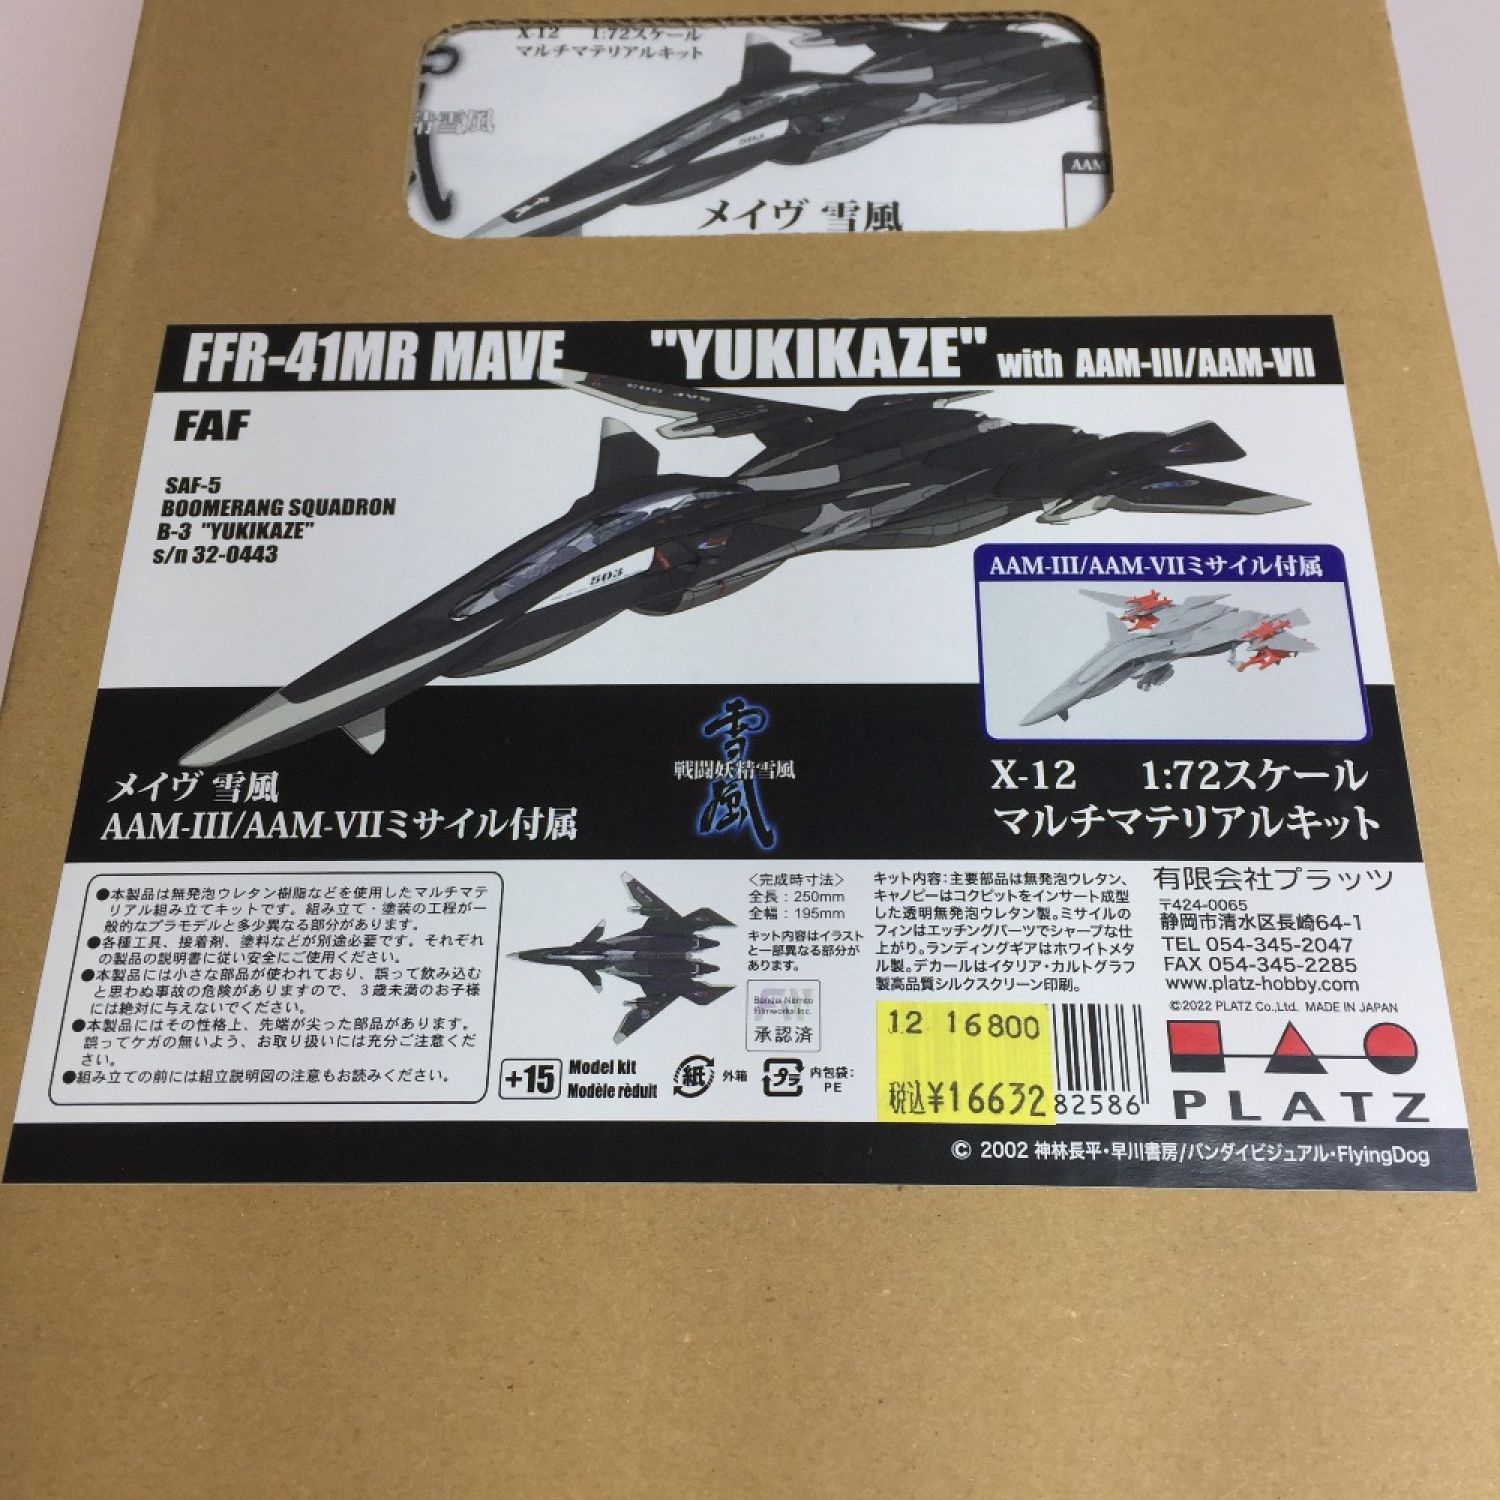 X-12 1:72スケール
マルチマテリアルキット
精雪風
503
AAM
メイヴ 雪風
FFR-41MR MAVE "YUKIKAZE" with AAM-III/AAM-VII
FAF
SAF-5
BOOMERANG SQUADRON
B-3 "YUKIKAZE"
s/n 32-0443
503
AAM-III/AAM-VIIミサイル付属
雪風
戦闘妖精雪風
メイヴ 雪風
AAM-III/AAM-VIIミサイル付属
X-12 1:72スケール
マルチマテリアルキット
●本製品は無発泡ウレタン樹脂などを使用したマルチマテ
リアル組み立てキットです。組み立て・塗装の工程が一
般的なプラモデルと多少異なる部分があります。
●各種工具、接着剤、塗料などが別途必要です。それぞれ
の製品の説明書に従い安全にご使用ください。
●本製品には小さな部品が使われており、誤って飲み込む
と思わぬ事故の危険がありますので、3歳未満のお子様
には絶対に与えないでください。
●本製品にはその性格上、先端が尖った部品があります。
誤ってケガの無いよう、お取り扱いには充分ご注意くだ
さい。
●組み立ての前には組立説明図の注意もお読みください。
+15
Model kit
Modèle rèduit
紙
外箱
プラ
内包袋:
PE
〈完成時寸法〉
全長:250mm
全幅:195mm
キット内容はイラスト
と一部異なる部分が
あります。
Bandai Namco
Filmworks Inc.
承認済
キット内容:主要部品は無発泡ウレタン、
キャノピーはコクピットをインサート成型
した透明無発泡ウレタン製。ミサイルの
フィンはエッチングパーツでシャープな仕
上がり。ランディングギアはホワイトメタ
ル製。デカールはイタリア・カルトグラフ
製高品質シルクスクリーン印刷。
12 16800
税込¥16632
82586
有限会社プラッツ
〒424-0065
静岡市清水区長崎64-1
TEL 054-345-2047
FAX 054-345-2285
www.platz-hobby.com
©2022 PLATZ Co.,Ltd. MADE IN JAPAN
PLATZ
© 2002 神林長平・早川書房/バンダイビジュアル・FlyingDog